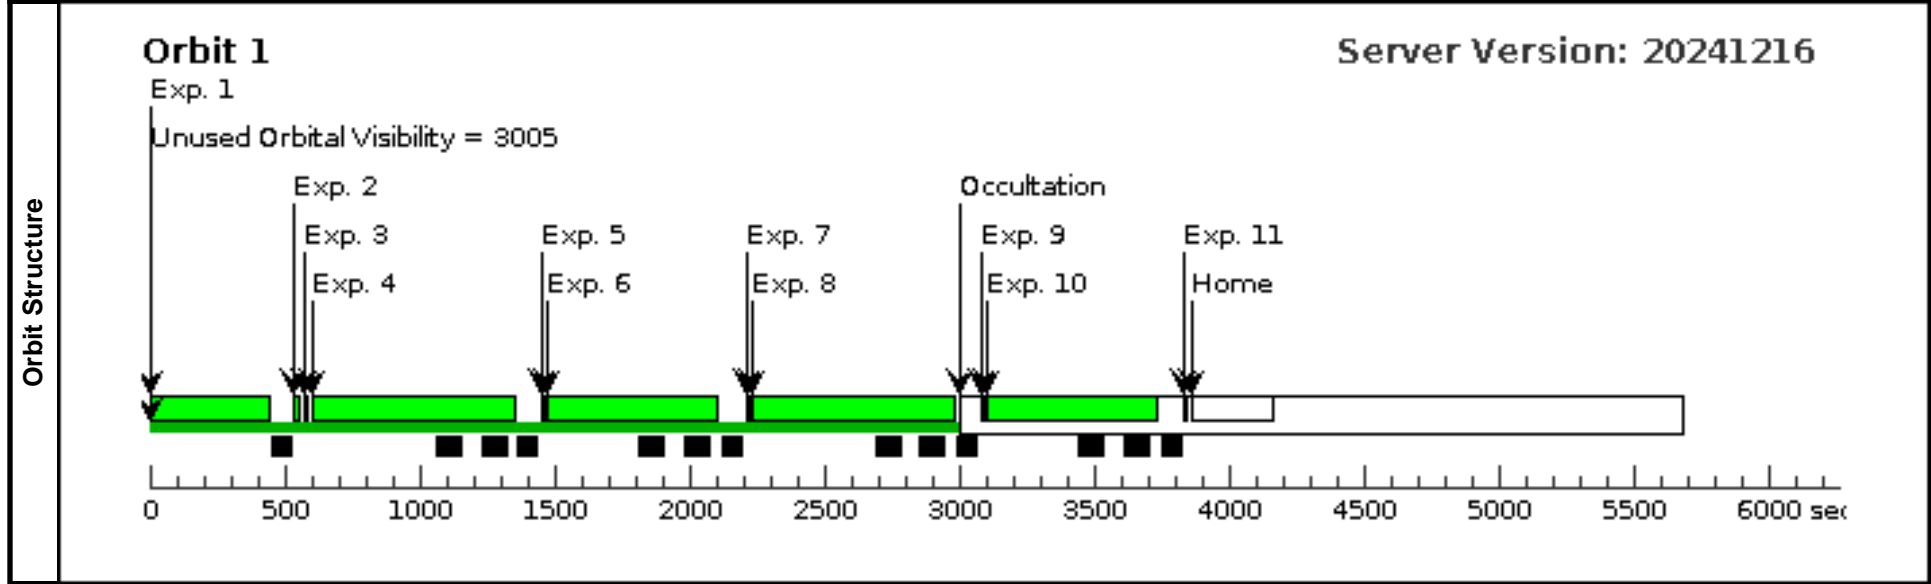 Orbit Structure
Orbit 1
Server Version: 20241216
Exp. 1
Unused Orbital Visibility = 3005
Exp. 2
Occultation
Exp. 3
Exp. 5
Exp. 7
Exp. 9
Exp. 11
Exp. 4
Exp. 6
Exp. 8
Exp. 10
Home
0 500 1000 1500 2000 2500 3000 3500 4000 4500 5000 5500 6000 sec